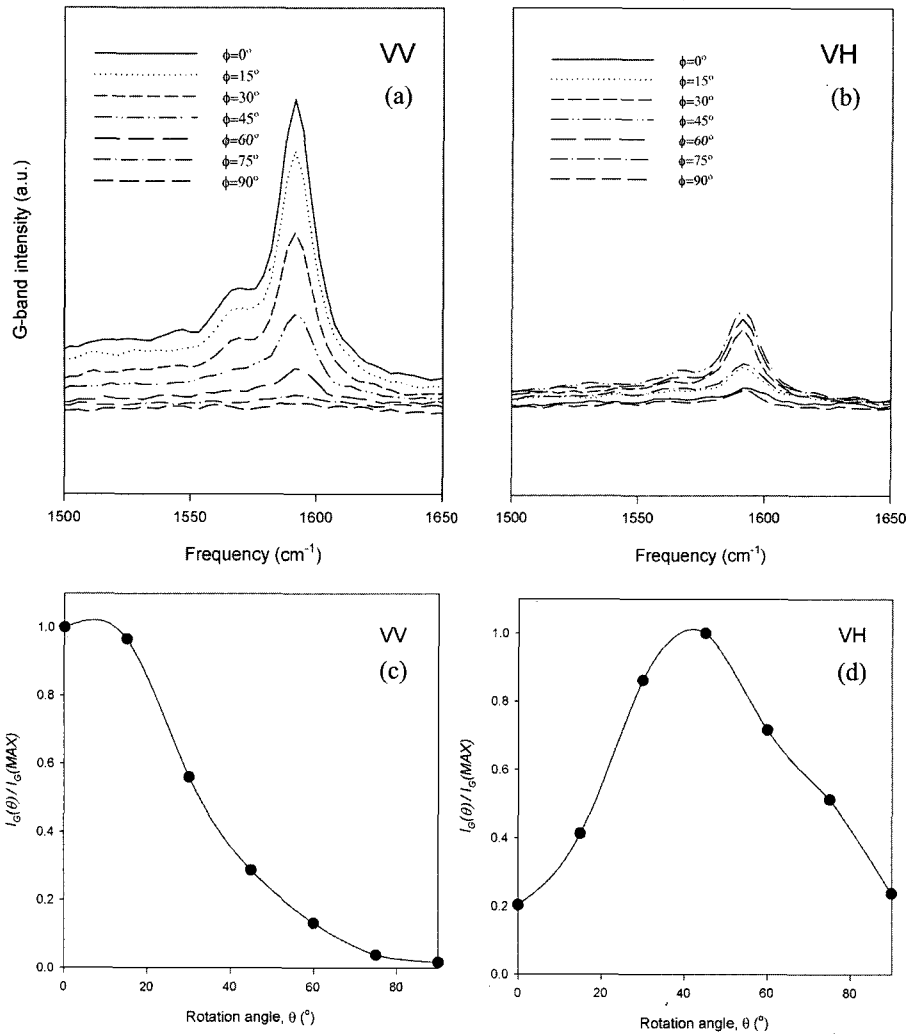 VV
(a)
ϕ=0°
ϕ=15°
ϕ=30°
ϕ=45°
ϕ=60°
ϕ=75°
ϕ=90°
G-band intensity (a.u.)
1500 1550 1600 1650
Frequency (cm⁻¹)
VH
(b)
ϕ=0°
ϕ=15°
ϕ=30°
ϕ=45°
ϕ=60°
ϕ=75°
ϕ=90°
1500 1550 1600 1650
Frequency (cm⁻¹)
VV
(c)
I_G(θ)/I_G(MAX)
1.0
0.8
0.6
0.4
0.2
0.0
0 20 40 60 80
Rotation angle, θ (°)
VH
(d)
I_G(θ)/I_G(MAX)
1.0
0.8
0.6
0.4
0.2
0.0
0 20 40 60 80
Rotation angle, θ (°)